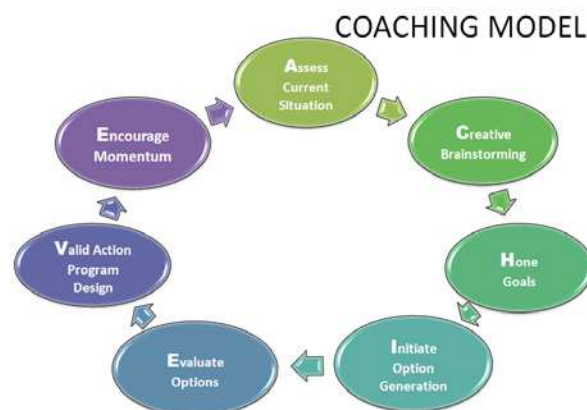 COACHING MODEL
Assess
Current
Situation
Creative
Brainstorming
Hone
Goals
Initiate
Option
Generation
Evaluate
Options
Valid Action
Program
Design
Encourage
Momentum